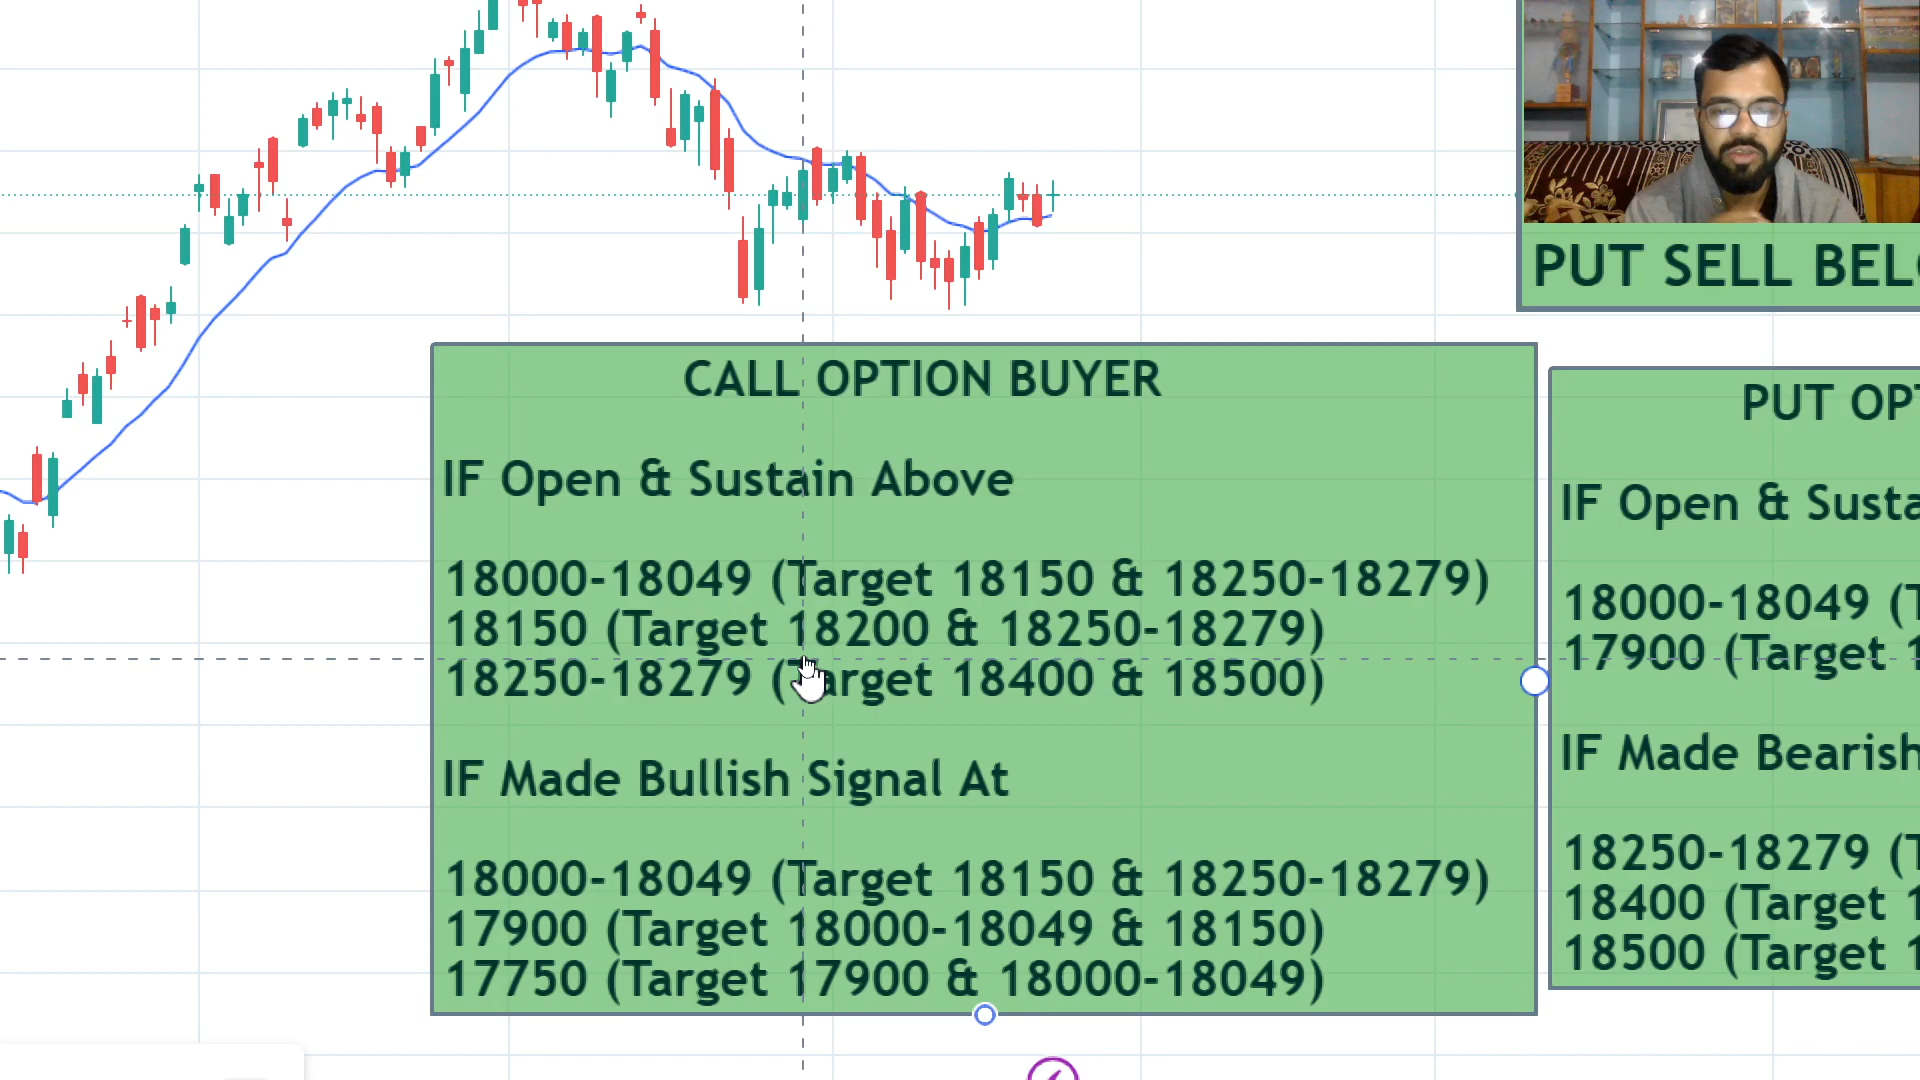 PUT SELL
CALL OPTION BUYER
IF Open & Sustain Above
18000-18049 (Target 18150 & 18250-18279)
18150 (Target 18200 & 18250-18279)
18250-18279 (Target 18400 & 18500)
IF Made Bullish Signal At
18000-18049 (Target 18150 & 18250-18279)
17900 (Target 18000-18049 & 18150)
17750 (Target 17900 & 18000-18049)
PUT
IF Open &
18000-18049
17900 (Target
IF Made Bearish
18250-18279
18400 (Target
18500 (Target